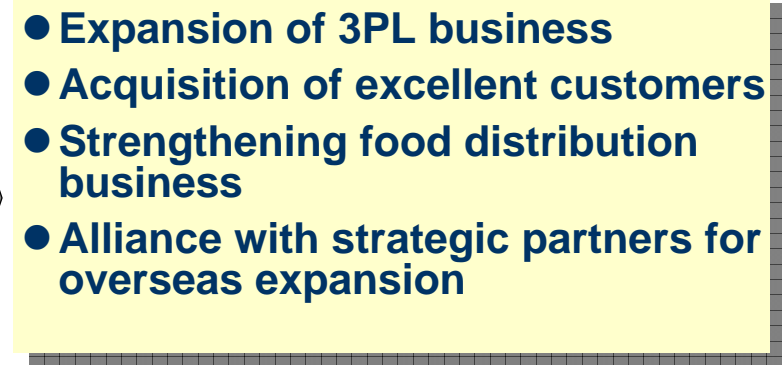 ● Expansion of 3PL business
● Acquisition of excellent customers
● Strengthening food distribution
business
● Alliance with strategic partners for
overseas expansion